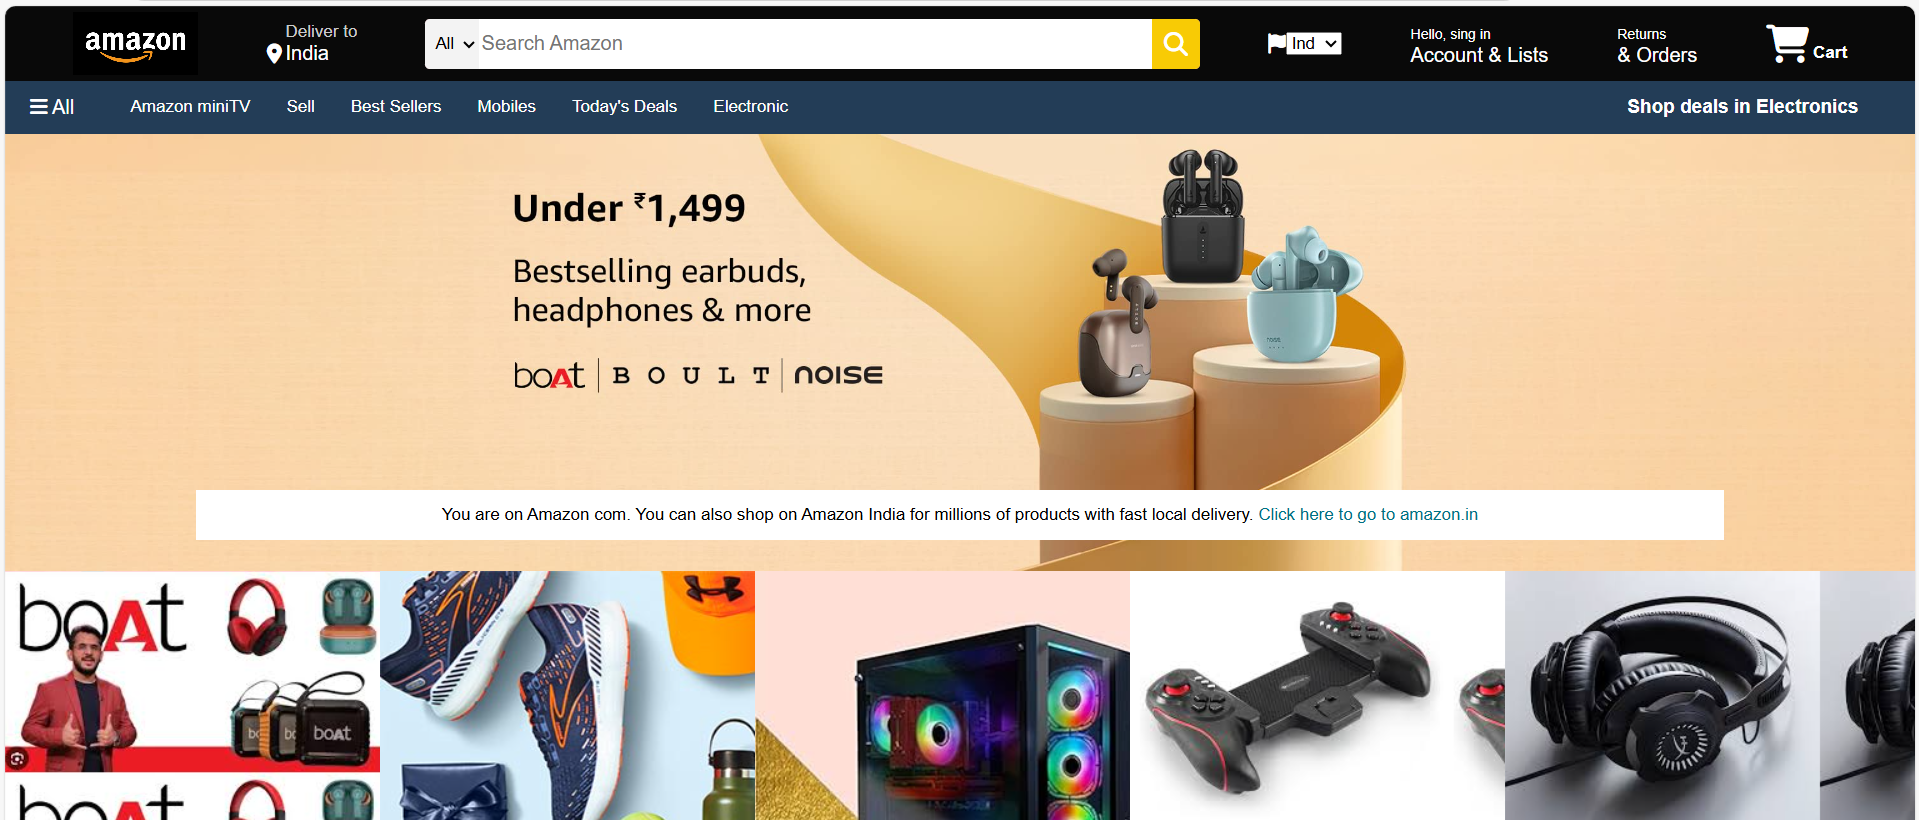 amazon
Deliver to
India
All
Search Amazon
Ind
Hello, sing in
Account & Lists
Returns
& Orders
Cart
All
Amazon miniTV
Sell
Best Sellers
Mobiles
Today's Deals
Electronic
Shop deals in Electronics
Under ₹1,499
Bestselling earbuds,
headphones & more
boAt
BOULT
noise
You are on Amazon com. You can also shop on Amazon India for millions of products with fast local delivery. Click here to go to amazon.in
boAt
boAt
boAt